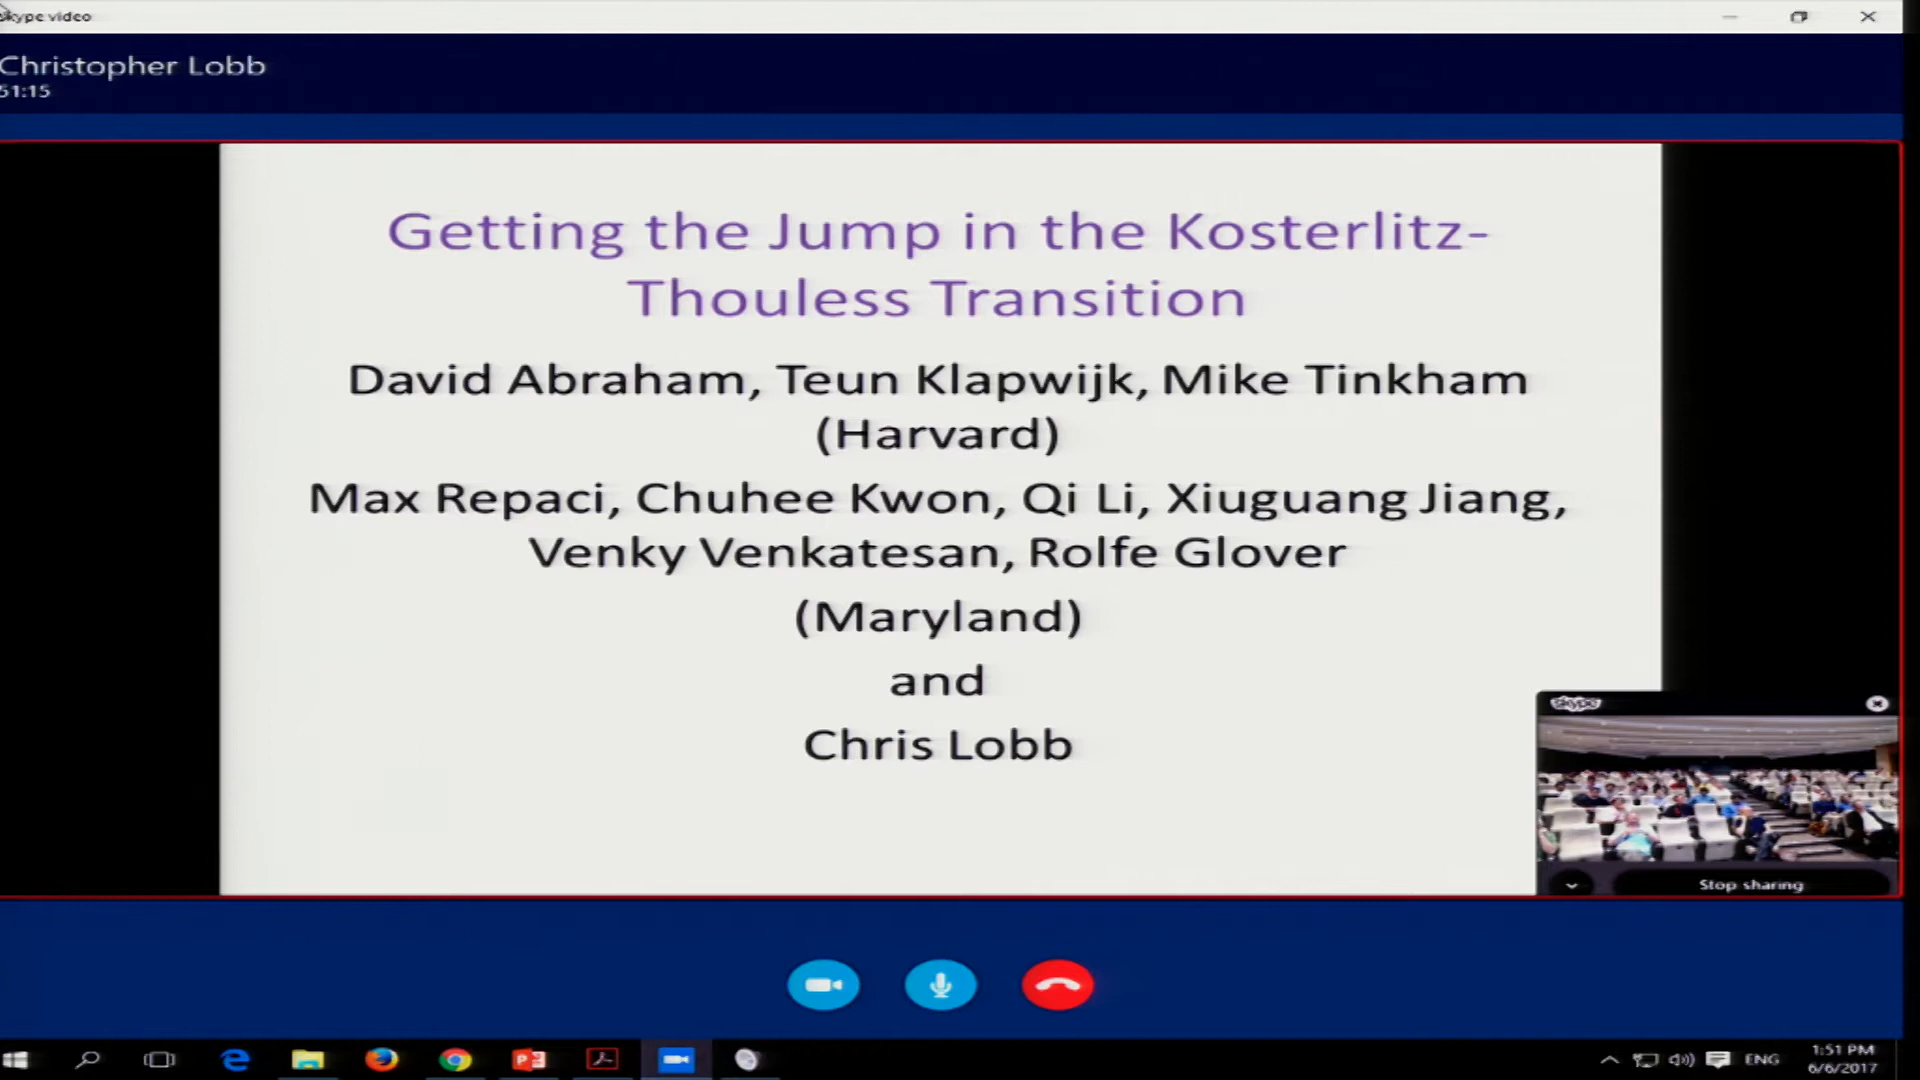 Skype video
Christopher Lobb
51:15
Getting the Jump in the Kosterlitz-
Thouless Transition
David Abraham, Teun Klapwijk, Mike Tinkham
(Harvard)
Max Repaci, Chuhee Kwon, Qi Li, Xiuguang Jiang,
Venky Venkatesan, Rolfe Glover
(Maryland)
and
Chris Lobb
skype
Stop sharing
ENG
1:51 PM
6/6/2017